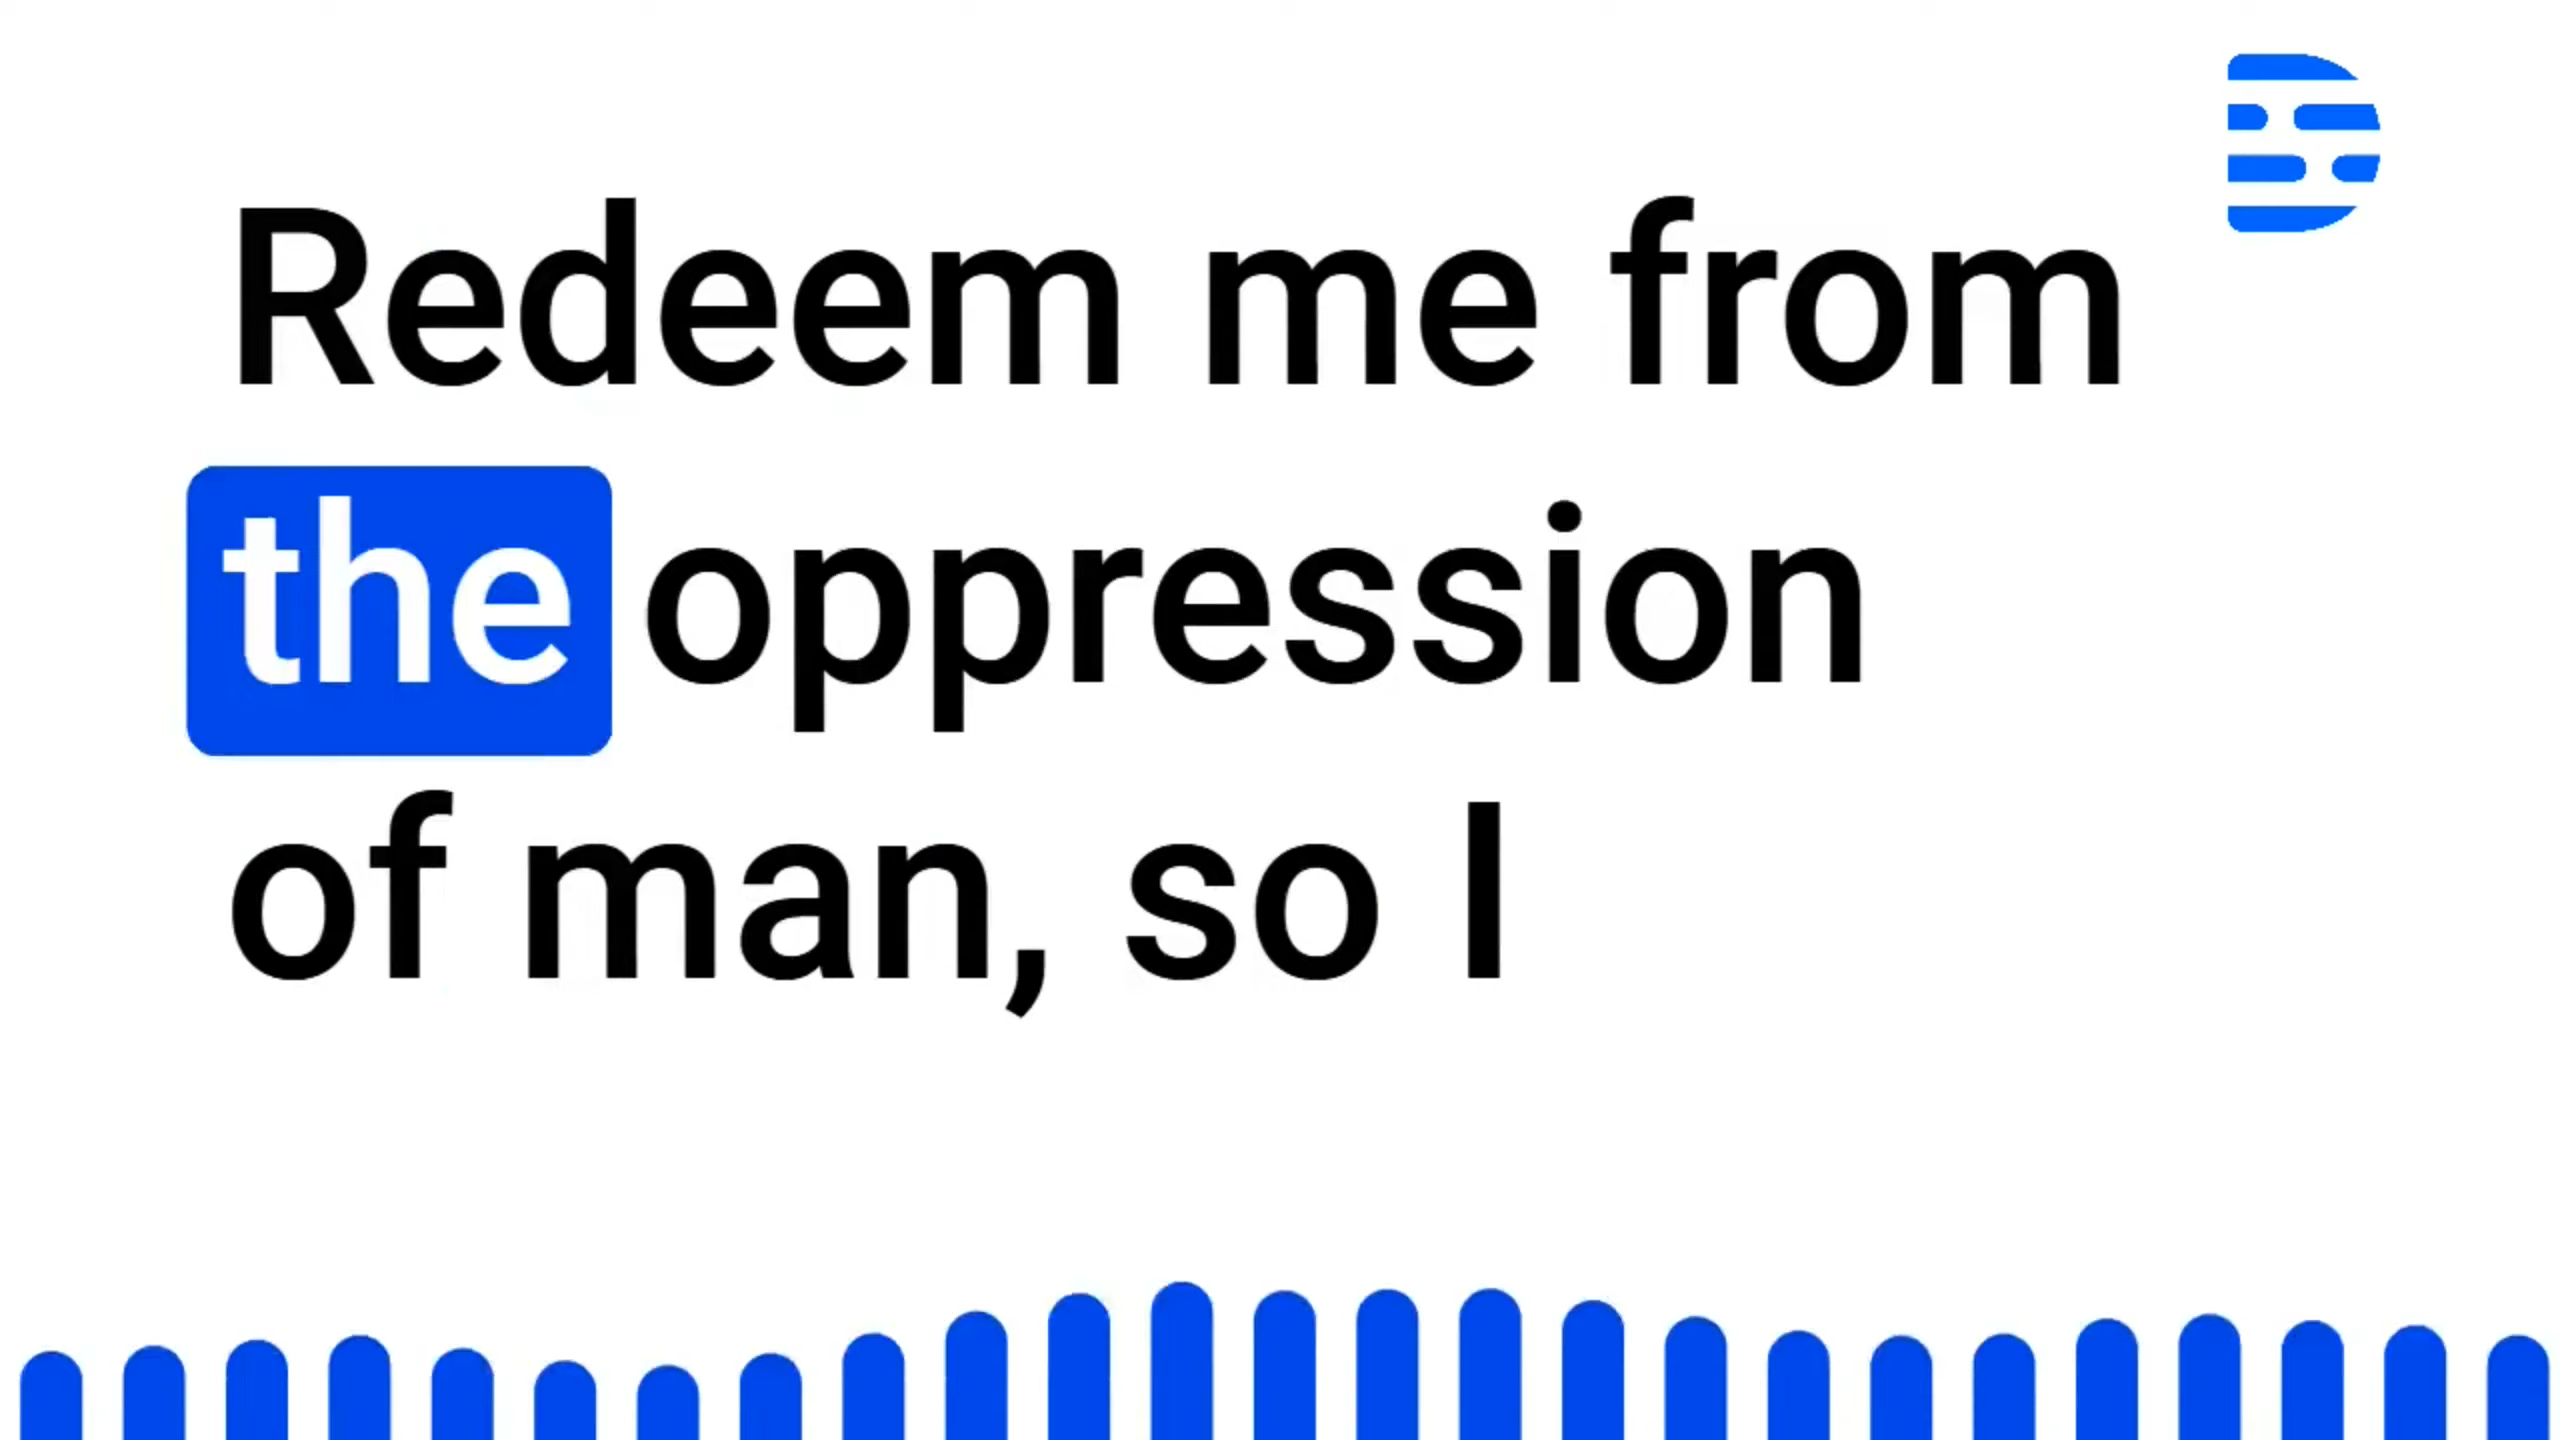 Redeem me from
the oppression
of man, so I